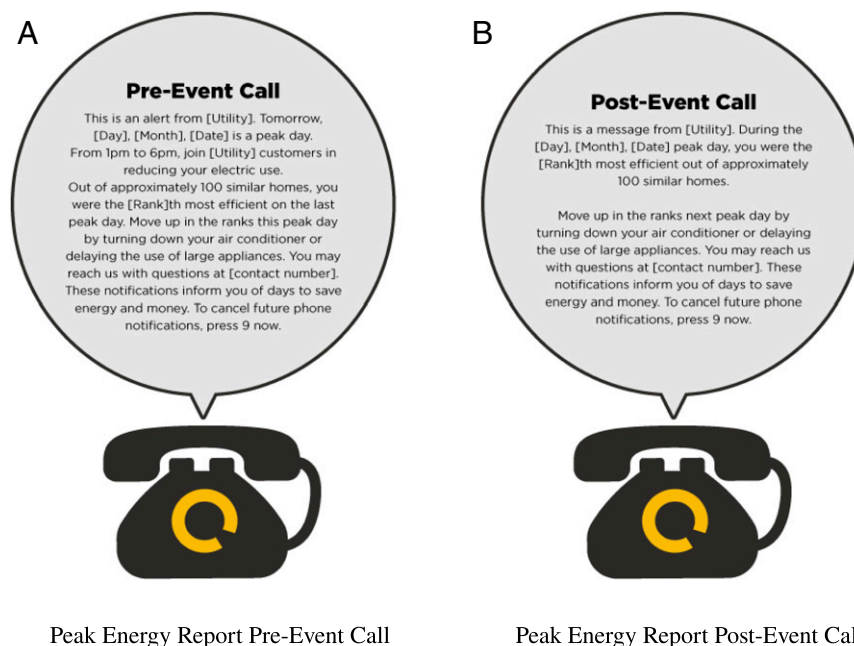 A
Pre-Event Call
This is an alert from [Utility]. Tomorrow,
[Day], [Month], [Date] is a peak day.
From 1pm to 6pm, join [Utility] customers in
reducing your electric use.
Out of approximately 100 similar homes, you
were the [Rank]th most efficient on the last
peak day. Move up in the ranks this peak day
by turning down your air conditioner or
delaying the use of large appliances. You may
reach us with questions at [contact number].
These notifications inform you of days to save
energy and money. To cancel future phone
notifications, press 9 now.
Peak Energy Report Pre-Event Call
B
Post-Event Call
This is a message from [Utility]. During the
[Day], [Month], [Date] peak day, you were the
[Rank]th most efficient out of approximately
100 similar homes.
Move up in the ranks next peak day by
turning down your air conditioner or delaying
the use of large appliances. You may reach us
with questions at [contact number]. These
notifications inform you of days to save
energy and money. To cancel future phone
notifications, press 9 now.
Peak Energy Report Post-Event Cal